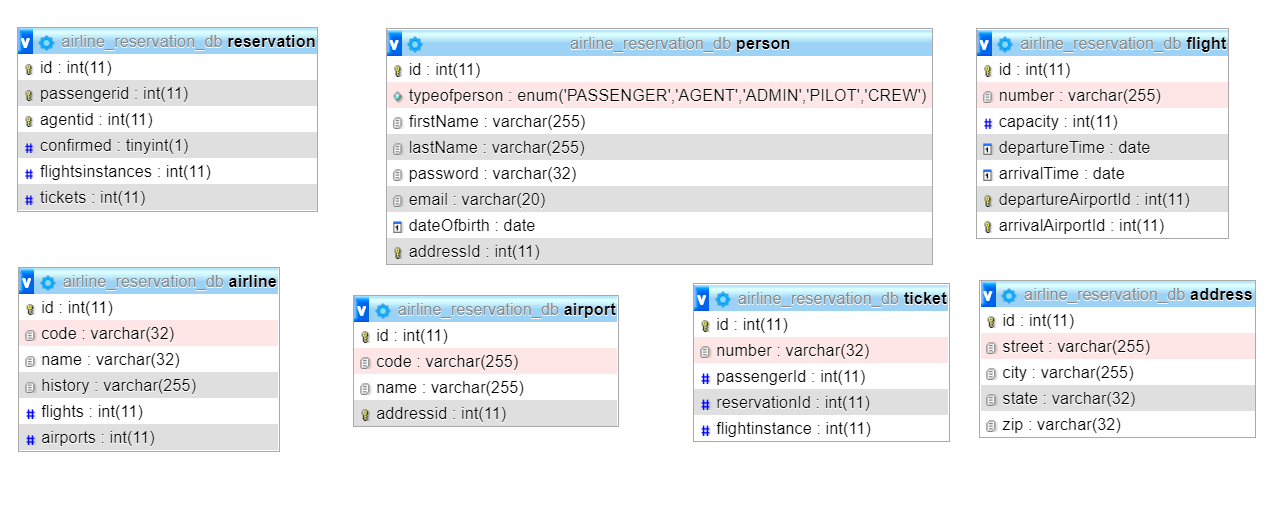 v airline_reservation_db reservation
id : int(11)
passengerid : int(11)
agentid : int(11)
# confirmed : tinyint(1)
# flightsinstances : int(11)
# tickets : int(11)
v airline_reservation_db person
id : int(11)
typeofperson : enum('PASSENGER','AGENT','ADMIN','PILOT','CREW')
firstName : varchar(255)
lastName : varchar(255)
password : varchar(32)
email : varchar(20)
dateOfbirth : date
addressId : int(11)
v airline_reservation_db flight
id : int(11)
number : varchar(255)
# capacity : int(11)
departureTime : date
arrivalTime : date
departureAirportId : int(11)
arrivalAirportId : int(11)
v airline_reservation_db airline
id : int(11)
code : varchar(32)
name : varchar(32)
history : varchar(255)
# flights : int(11)
# airports : int(11)
v airline_reservation_db airport
id : int(11)
code : varchar(255)
name : varchar(255)
addressid : int(11)
v airline_reservation_db ticket
id : int(11)
number : varchar(32)
# passengerId : int(11)
# reservationId : int(11)
# flightinstance : int(11)
v airline_reservation_db address
id : int(11)
street : varchar(255)
city : varchar(255)
state : varchar(32)
zip : varchar(32)